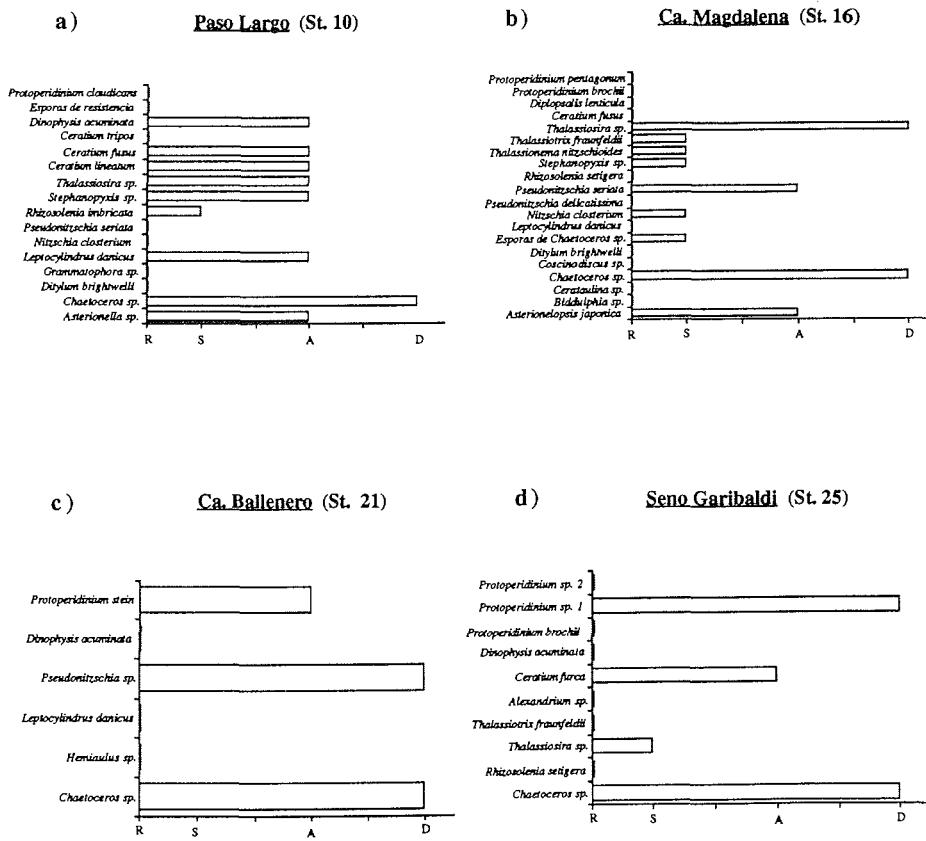 a) Paso Largo (St. 10)
Protoperidinium claudicans
Esporas de resistencia
Dinophysis acuminata
Ceratium tripos
Ceratium fusus
Ceratium lineatum
Thalassiosira sp.
Stephanopyxis sp.
Rhizosolenia imbricata
Pseudonitzschia seriata
Nitzschia closterium
Leptocylindrus danicus
Grammatophora sp.
Ditylum brightwelli
Chaetoceros sp.
Asterionella sp.
R S A D
b) Ca. Magdalena (St. 16)
Protoperidinium pentagonum
Protoperidinium brochii
Diplopsalis lenticula
Ceratium fusus
Thalassiosira sp.
Thalassiotrix fraunfeldii
Thalassionema nitzschioides
Stephanopyxis sp.
Rhizosolenia setigera
Pseudonitzschia seriata
Pseudonitzschia delicatissima
Nitzschia closterium
Leptocylindrus danicus
Esporas de Chaetoceros sp.
Ditylum brightwelli
Coscinodiscus sp.
Chaetoceros sp.
Cerataulina sp.
Biddulphia sp.
Asterionelopsis japonica
R S A D
c) Ca. Ballenero (St. 21)
Protoperidinium stein
Dinophysis acuminata
Pseudonitzschia sp.
Leptocylindrus danicus
Hemiaulus sp.
Chaetoceros sp.
R S A D
d) Seno Garibaldi (St. 25)
Protoperidinium sp. 2
Protoperidinium sp. 1
Protoperidinium brochii
Dinophysis acuminata
Ceratium furca
Alexandrium sp.
Thalassiotrix fraunfeldii
Thalassiosira sp.
Rhizosolenia setigera
Chaetoceros sp.
R S A D